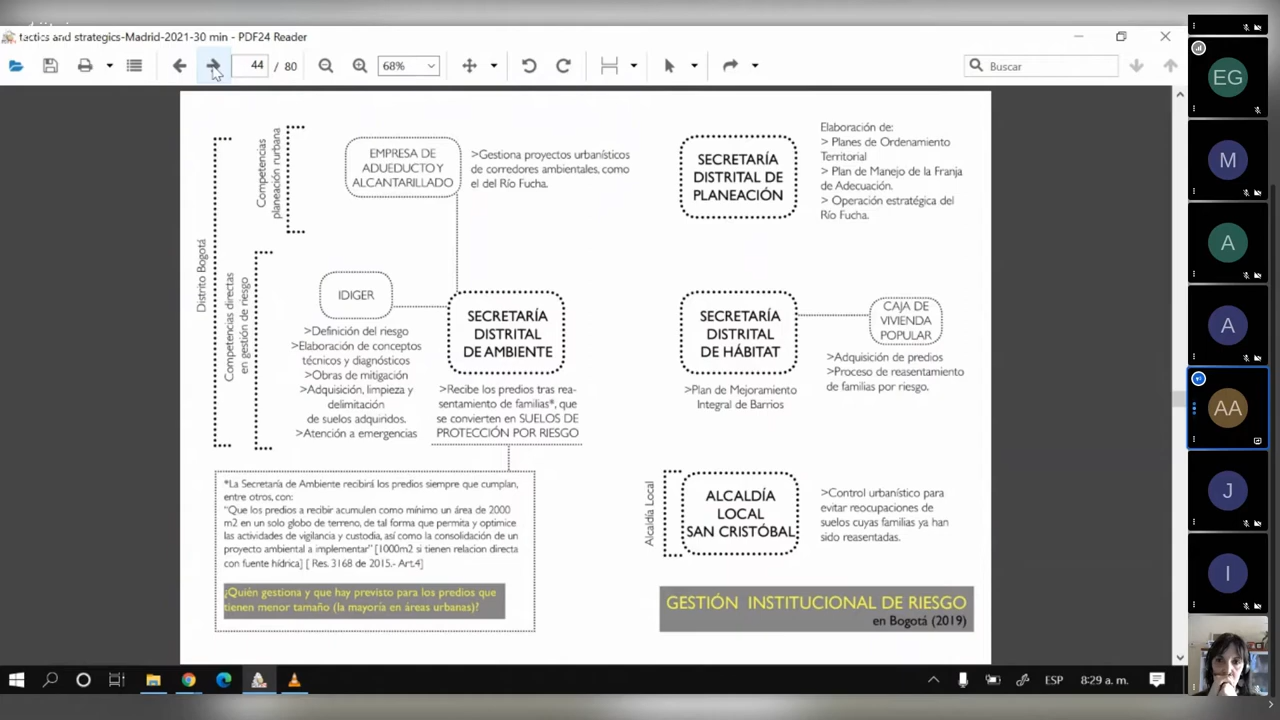 tactics and strategics-Madrid-2021-30 min - PDF24 Reader
44 / 80
68%
Buscar
Distrito Bogotá
Competencias
planeación rurbana
EMPRESA DE
ADUEDUCTO Y
ALCANTARILLADO
>Gestiona proyectos urbanísticos
de corredores ambientales, como
el del Río Fucha.
SECRETARÍA
DISTRITAL DE
PLANEACIÓN
Elaboración de:
> Planes de Ordenamiento
Territorial
> Plan de Manejo de la Franja
de Adecuación.
> Operación estratégica del
Río Fucha.
Competencias directas
en gestión de riesgo
IDIGER
>Definición del riesgo
>Elaboración de conceptos
técnicos y diagnósticos
>Obras de mitigación
>Adquisición, limpieza y
delimitación
de suelos adquiridos.
>Atención a emergencias
SECRETARÍA
DISTRITAL
DE AMBIENTE
>Recibe los predios tras rea-
sentamiento de familias*, que
se convierten en SUELOS DE
PROTECCIÓN POR RIESGO
SECRETARÍA
DISTRITAL
DE HÁBITAT
>Plan de Mejoramiento
Integral de Barrios
CAJA DE
VIVIENDA
POPULAR
>Adquisición de predios
>Proceso de reasentamiento
de familias por riesgo.
*La Secretaría de Ambiente recibirá los predios siempre que cumplan,
entre otros, con:
"Que los predios a recibir acumulen como mínimo un área de 2000
m2 en un solo globo de terreno, de tal forma que permita y optimice
las actividades de vigilancia y custodia, así como la consolidación de un
proyecto ambiental a implementar" [1000m2 si tienen relacion directa
con fuente hídrica] [ Res. 3168 de 2015.- Art.4]
¿Quién gestiona y que hay previsto para los predios que
tienen menor tamaño (la mayoría en áreas urbanas)?
Alcaldía Local
ALCALDÍA
LOCAL
SAN CRISTÓBAL
>Control urbanístico para
evitar reocupaciones de
suelos cuyas familias ya han
sido reasentadas.
GESTIÓN INSTITUCIONAL DE RIESGO
en Bogotá (2019)
EG
M
A
A
AA
J
I
ESP
8:29 a. m.